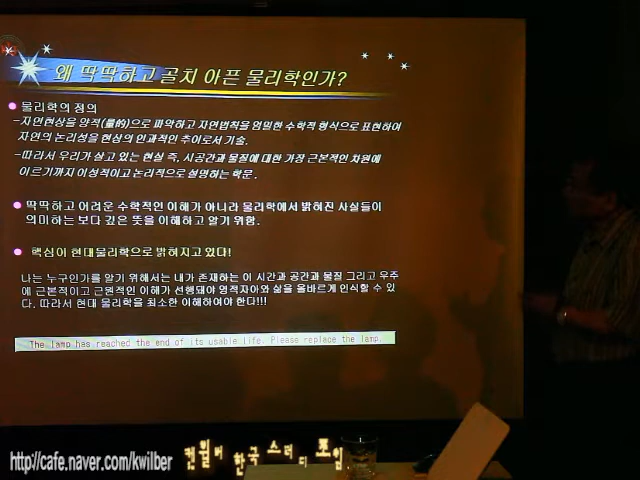 왜 딱딱하고 골치 아픈 물리학인가?
물리학의 정의
-자연현상을 양적(量的)으로 파악하고 자연법칙을 엄밀한 수학적 형식으로 표현하여
자연의 논리성을 현상의 인과적인 추이로서 기술.
-따라서 우리가 살고 있는 현실 즉, 시공간과 물질에 대한 가장 근본적인 차원에
이르기까지 이성적이고 논리적으로 설명하는 학문.
딱딱하고 어려운 수학적인 이해가 아니라 물리학에서 밝혀진 사실들이
의미하는 보다 깊은 뜻을 이해하고 알기 위함.
핵심이 현대물리학으로 밝혀지고 있다!
나는 누구인가를 알기 위해서는 내가 존재하는 이 시간과 공간과 물질 그리고 우주
에 근본적이고 근원적인 이해가 선행돼야 영적자아와 삶을 올바르게 인식할 수 있
다. 따라서 현대 물리학을 최소한 이해하여야 한다!!!
The lamp has reached the end of its usable life. Please replace the lamp.
켄 윌버 한국 스터디 모임
http://cafe.naver.com/kwilber